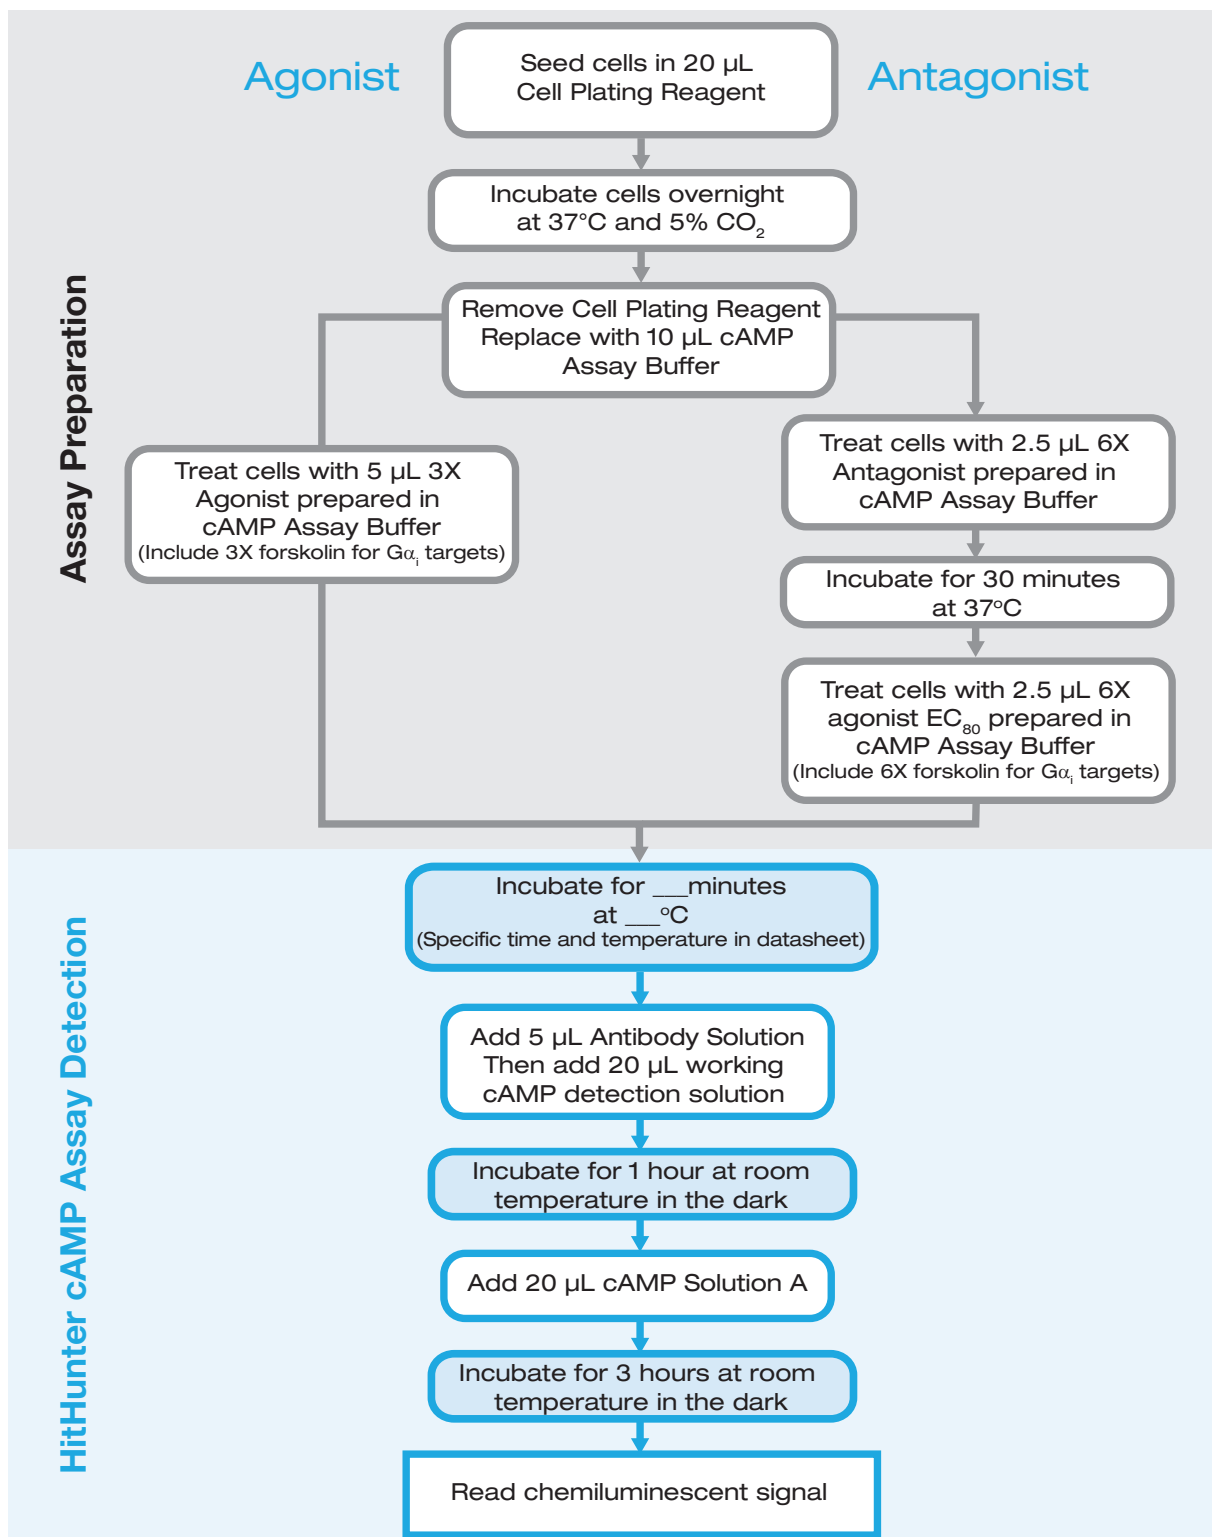 Agonist
Seed cells in 20 µL
Cell Plating Reagent
Antagonist
Incubate cells overnight
at 37°C and 5% CO₂
Remove Cell Plating Reagent
Replace with 10 µL cAMP
Assay Buffer
Assay Preparation
Treat cells with 5 µL 3X
Agonist prepared in
cAMP Assay Buffer
(Include 3X forskolin for Gαᵢ targets)
Treat cells with 2.5 µL 6X
Antagonist prepared in
cAMP Assay Buffer
Incubate for 30 minutes
at 37°C
Treat cells with 2.5 µL 6X
agonist EC₈₀ prepared in
cAMP Assay Buffer
(Include 6X forskolin for Gαᵢ targets)
HitHunter cAMP Assay Detection
Incubate for ___minutes
at ___°C
(Specific time and temperature in datasheet)
Add 5 µL Antibody Solution
Then add 20 µL working
cAMP detection solution
Incubate for 1 hour at room
temperature in the dark
Add 20 µL cAMP Solution A
Incubate for 3 hours at room
temperature in the dark
Read chemiluminescent signal